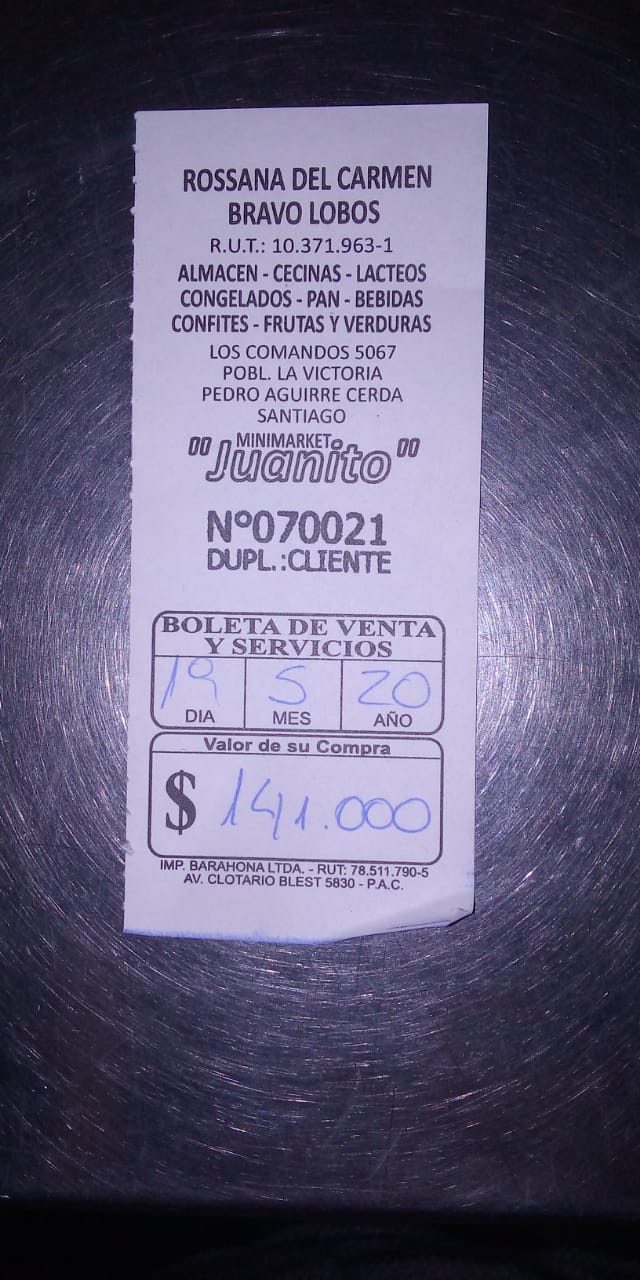 ROSSANA DEL CARMEN
BRAVO LOBOS
R.U.T.: 10.371.963-1
ALMACEN - CECINAS - LACTEOS
CONGELADOS - PAN - BEBIDAS
CONFITES - FRUTAS Y VERDURAS
LOS COMANDOS 5067
POBL. LA VICTORIA
PEDRO AGUIRRE CERDA
SANTIAGO
MINIMARKET
"Juanito"
Nº070021
DUPL.:CLIENTE
BOLETA DE VENTA
Y SERVICIOS
19 5 20
DIA MES AÑO
Valor de su Compra
$ 141.000
IMP. BARAHONA LTDA. - RUT: 78.511.790-5
AV. CLOTARIO BLEST 5830 - P.A.C.